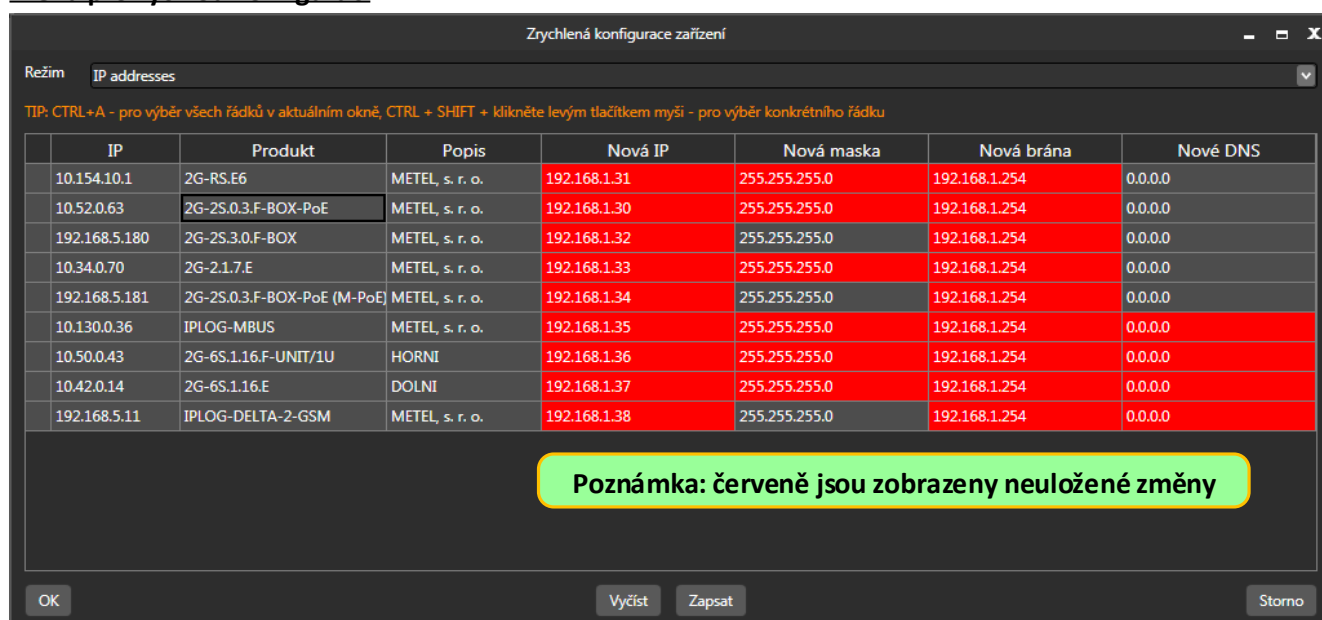 Zrychlená konfigurace zařízení
Režim IP addresses
TIP: CTRL+A - pro výběr všech řádků v aktuálním okně, CTRL + SHIFT + klikněte levým tlačítkem myši - pro výběr konkrétního řádku
IP Produkt Popis Nová IP Nová maska Nová brána Nové DNS
10.154.10.1 2G-RS.E6 METEL, s. r. o. 192.168.1.31 255.255.255.0 192.168.1.254 0.0.0.0
10.52.0.63 2G-2S.0.3.F-BOX-PoE METEL, s. r. o. 192.168.1.30 255.255.255.0 192.168.1.254 0.0.0.0
192.168.5.180 2G-2S.3.0.F-BOX METEL, s. r. o. 192.168.1.32 255.255.255.0 192.168.1.254 0.0.0.0
10.34.0.70 2G-2.1.7.E METEL, s. r. o. 192.168.1.33 255.255.255.0 192.168.1.254 0.0.0.0
192.168.5.181 2G-2S.0.3.F-BOX-PoE (M-PoE) METEL, s. r. o. 192.168.1.34 255.255.255.0 192.168.1.254 0.0.0.0
10.130.0.36 IPLOG-MBUS METEL, s. r. o. 192.168.1.35 255.255.255.0 192.168.1.254 0.0.0.0
10.50.0.43 2G-6S.1.16.F-UNIT/1U HORNI 192.168.1.36 255.255.255.0 192.168.1.254 0.0.0.0
10.42.0.14 2G-6S.1.16.E DOLNI 192.168.1.37 255.255.255.0 192.168.1.254 0.0.0.0
192.168.5.11 IPLOG-DELTA-2-GSM METEL, s. r. o. 192.168.1.38 255.255.255.0 192.168.1.254 0.0.0.0
Poznámka: červeně jsou zobrazeny neuložené změny
OK Vyčíst Zapsat Storno